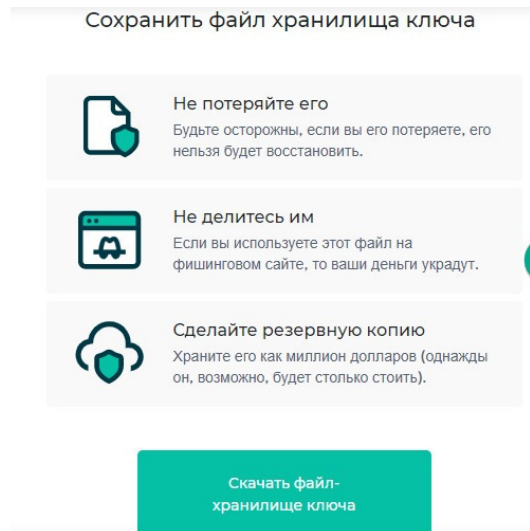 Сохранить файл хранилища ключа
Не потеряйте его
Будьте осторожны, если вы его потеряете, его
нельзя будет восстановить.
Не делитесь им
Если вы используете этот файл на
фишинговом сайте, то ваши деньги украдут.
Сделайте резервную копию
Храните его как миллион долларов (однажды
он, возможно, будет столько стоить).
Скачать файл-
хранилище ключа